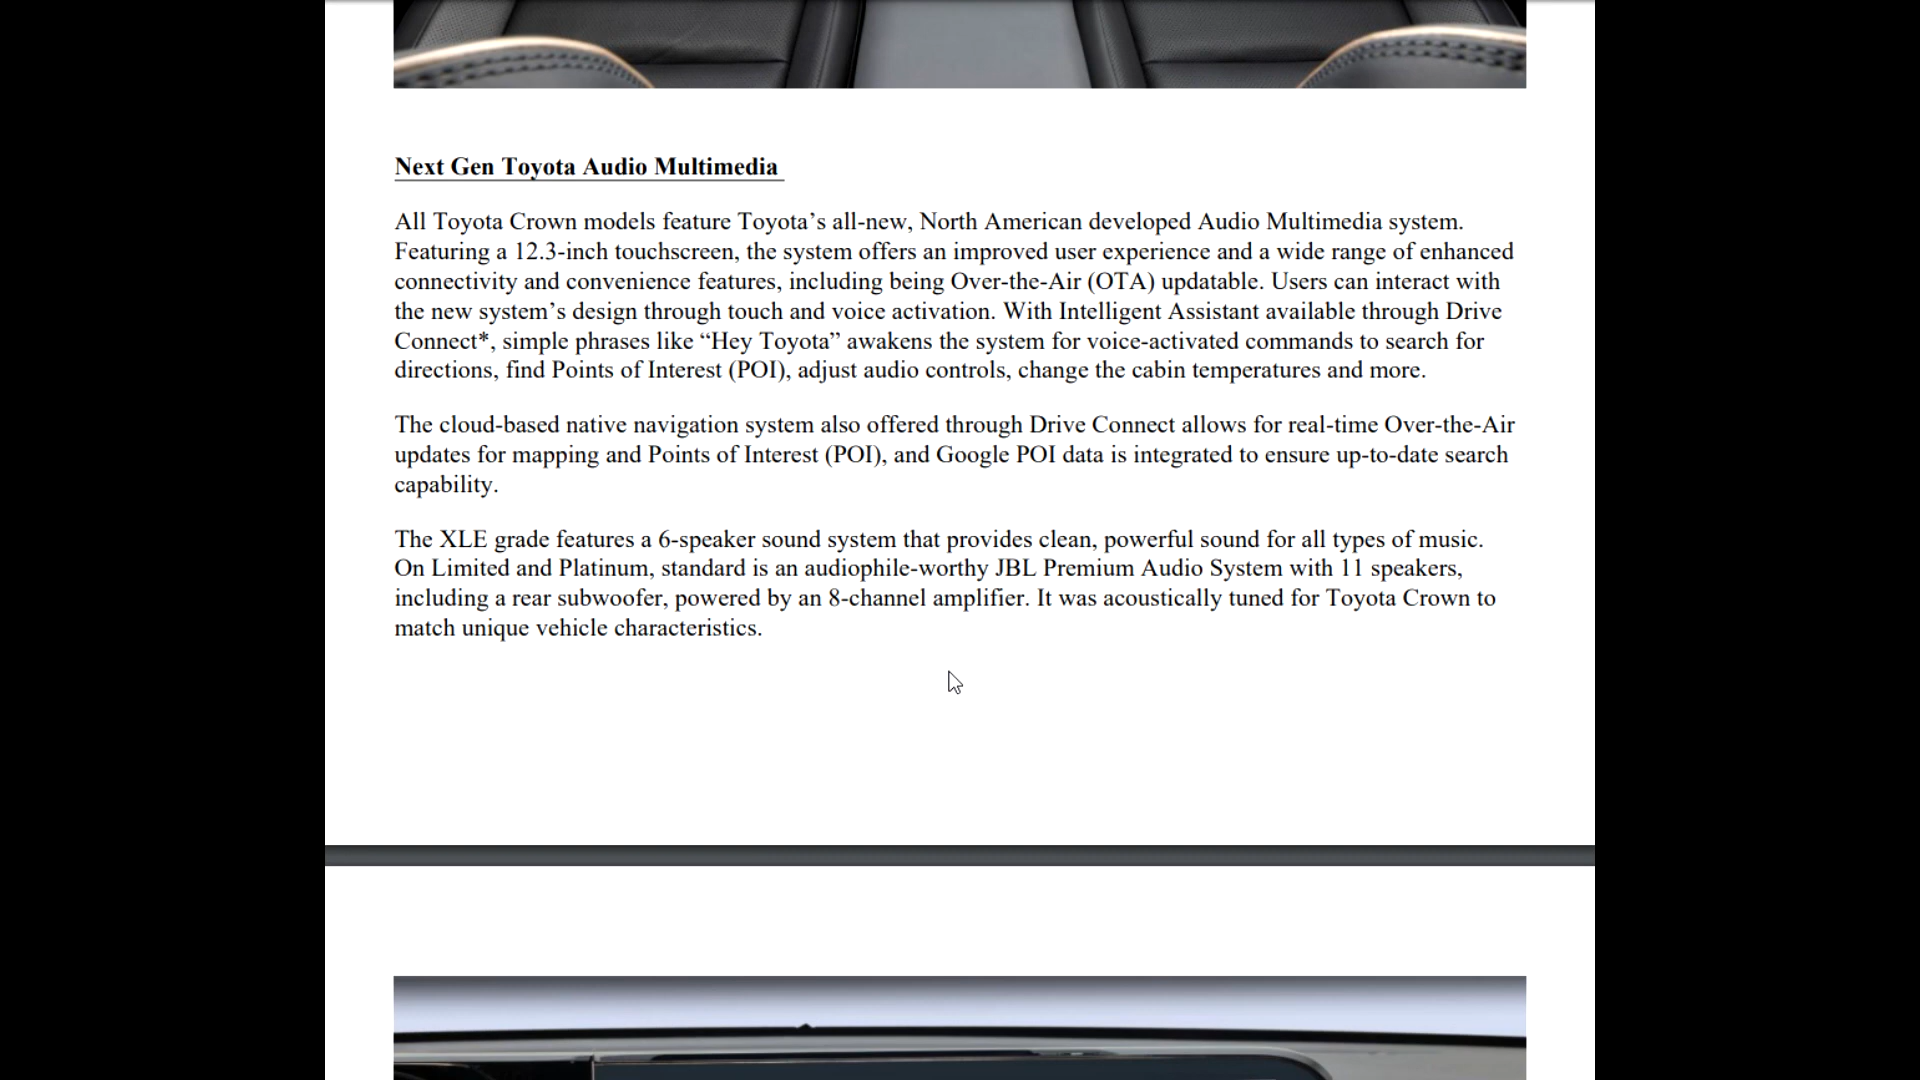 Next Gen Toyota Audio Multimedia
All Toyota Crown models feature Toyota’s all-new, North American developed Audio Multimedia system.
Featuring a 12.3-inch touchscreen, the system offers an improved user experience and a wide range of enhanced
connectivity and convenience features, including being Over-the-Air (OTA) updatable. Users can interact with
the new system’s design through touch and voice activation. With Intelligent Assistant available through Drive
Connect*, simple phrases like “Hey Toyota” awakens the system for voice-activated commands to search for
directions, find Points of Interest (POI), adjust audio controls, change the cabin temperatures and more.
The cloud-based native navigation system also offered through Drive Connect allows for real-time Over-the-Air
updates for mapping and Points of Interest (POI), and Google POI data is integrated to ensure up-to-date search
capability.
The XLE grade features a 6-speaker sound system that provides clean, powerful sound for all types of music.
On Limited and Platinum, standard is an audiophile-worthy JBL Premium Audio System with 11 speakers,
including a rear subwoofer, powered by an 8-channel amplifier. It was acoustically tuned for Toyota Crown to
match unique vehicle characteristics.